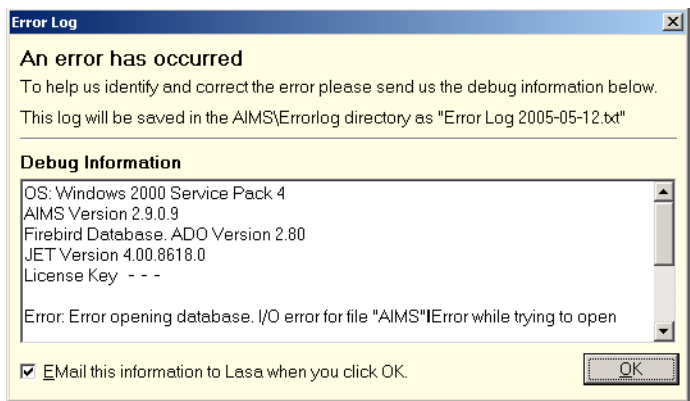 Error Log
An error has occurred
To help us identify and correct the error please send us the debug information below.
This log will be saved in the AIMS\Errorlog directory as "Error Log 2005-05-12.txt"
Debug Information
OS: Windows 2000 Service Pack 4
AIMS Version 2.9.0.9
Firebird Database. ADO Version 2.80
JET Version 4.00.8618.0
License Key - - -
Error: Error opening database. I/O error for file "AIMS"|Error while trying to open
EMail this information to Lasa when you click OK.
OK